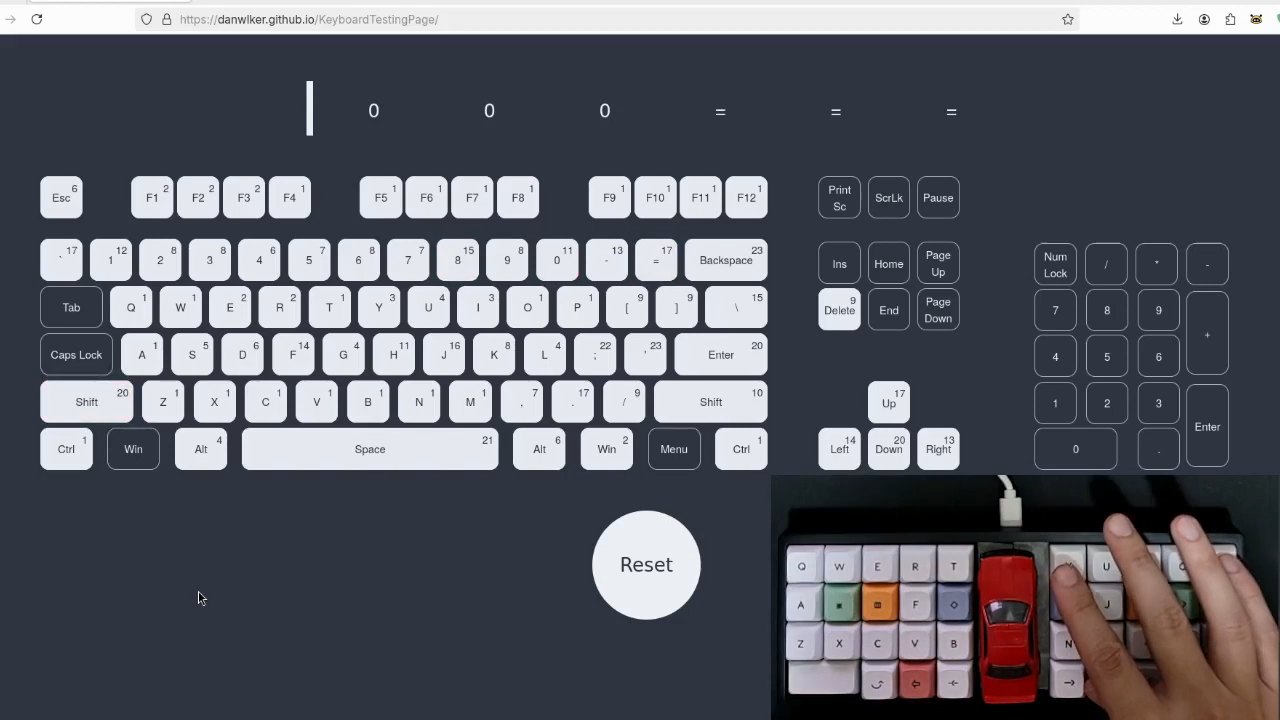 https://danwlker.github.io/KeyboardTestingPage/
0 0 0 = = =
Esc 6 F1 2 F2 2 F3 2 F4 1 F5 1 F6 1 F7 1 F8 1 F9 1 F10 1 F11 1 F12 1 Print Sc ScrLk Pause
` 17 1 12 2 8 3 8 4 6 5 7 6 8 7 7 8 15 9 8 0 11 - 13 = 17 Backspace 23 Ins Home Page Up Num Lock / * -
Tab Q 1 W 1 E 2 R 2 T 1 Y 3 U 4 I 3 O 1 P 1 [ 9 ] 9 \ 15 Delete 9 End Page Down 7 8 9 +
Caps Lock A 1 S 5 D 6 F 14 G 4 H 11 J 16 K 8 L 4 ; 22 ' 23 Enter 20 4 5 6
Shift 20 Z 1 X 1 C 1 V 1 B 1 N 1 M 1 , 7 . 17 / 9 Shift 10 Up 17 1 2 3 Enter
Ctrl 1 Win Alt 4 Space 21 Alt 6 Win 2 Menu Ctrl 1 Left 14 Down 20 Right 13 0 .
Reset
Q W E R T U
A F J
Z X C V B N